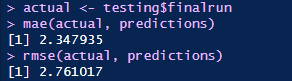 > actual <- testing$finalrun
> mae(actual, predictions)
[1] 2.347935
> rmse(actual, predictions)
[1] 2.761017